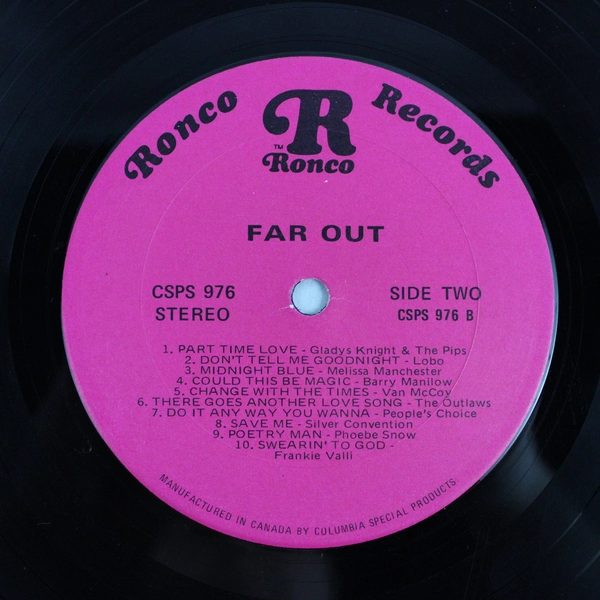 Ronco Records
R
TM
Ronco
FAR OUT
CSPS 976
STEREO
SIDE TWO
CSPS 976 B
1. PART TIME LOVE - Gladys Knight & The Pips
2. DON'T TELL ME GOODNIGHT - Lobo
3. MIDNIGHT BLUE - Melissa Manchester
4. COULD THIS BE MAGIC - Barry Manilow
5. CHANGE WITH THE TIMES - Van McCoy
6. THERE GOES ANOTHER LOVE SONG - The Outlaws
7. DO IT ANY WAY YOU WANNA - People's Choice
8. SAVE ME - Silver Convention
9. POETRY MAN - Phoebe Snow
10. SWEARIN' TO GOD -
Frankie Valli
MANUFACTURED IN CANADA BY COLUMBIA SPECIAL PRODUCTS.